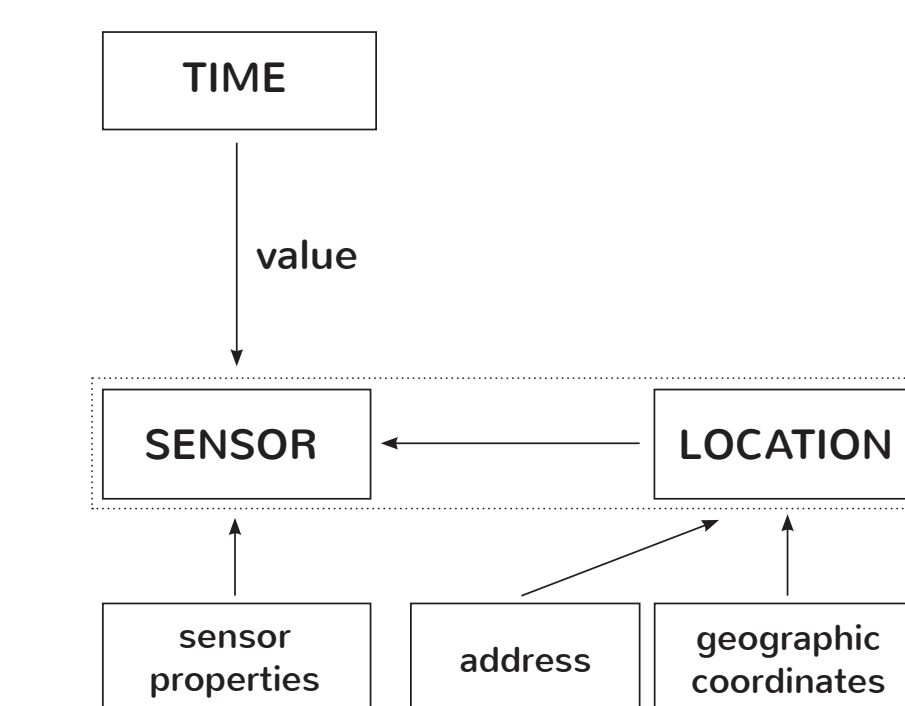 TIME
value
SENSOR
LOCATION
sensor
properties
address
geographic
coordinates